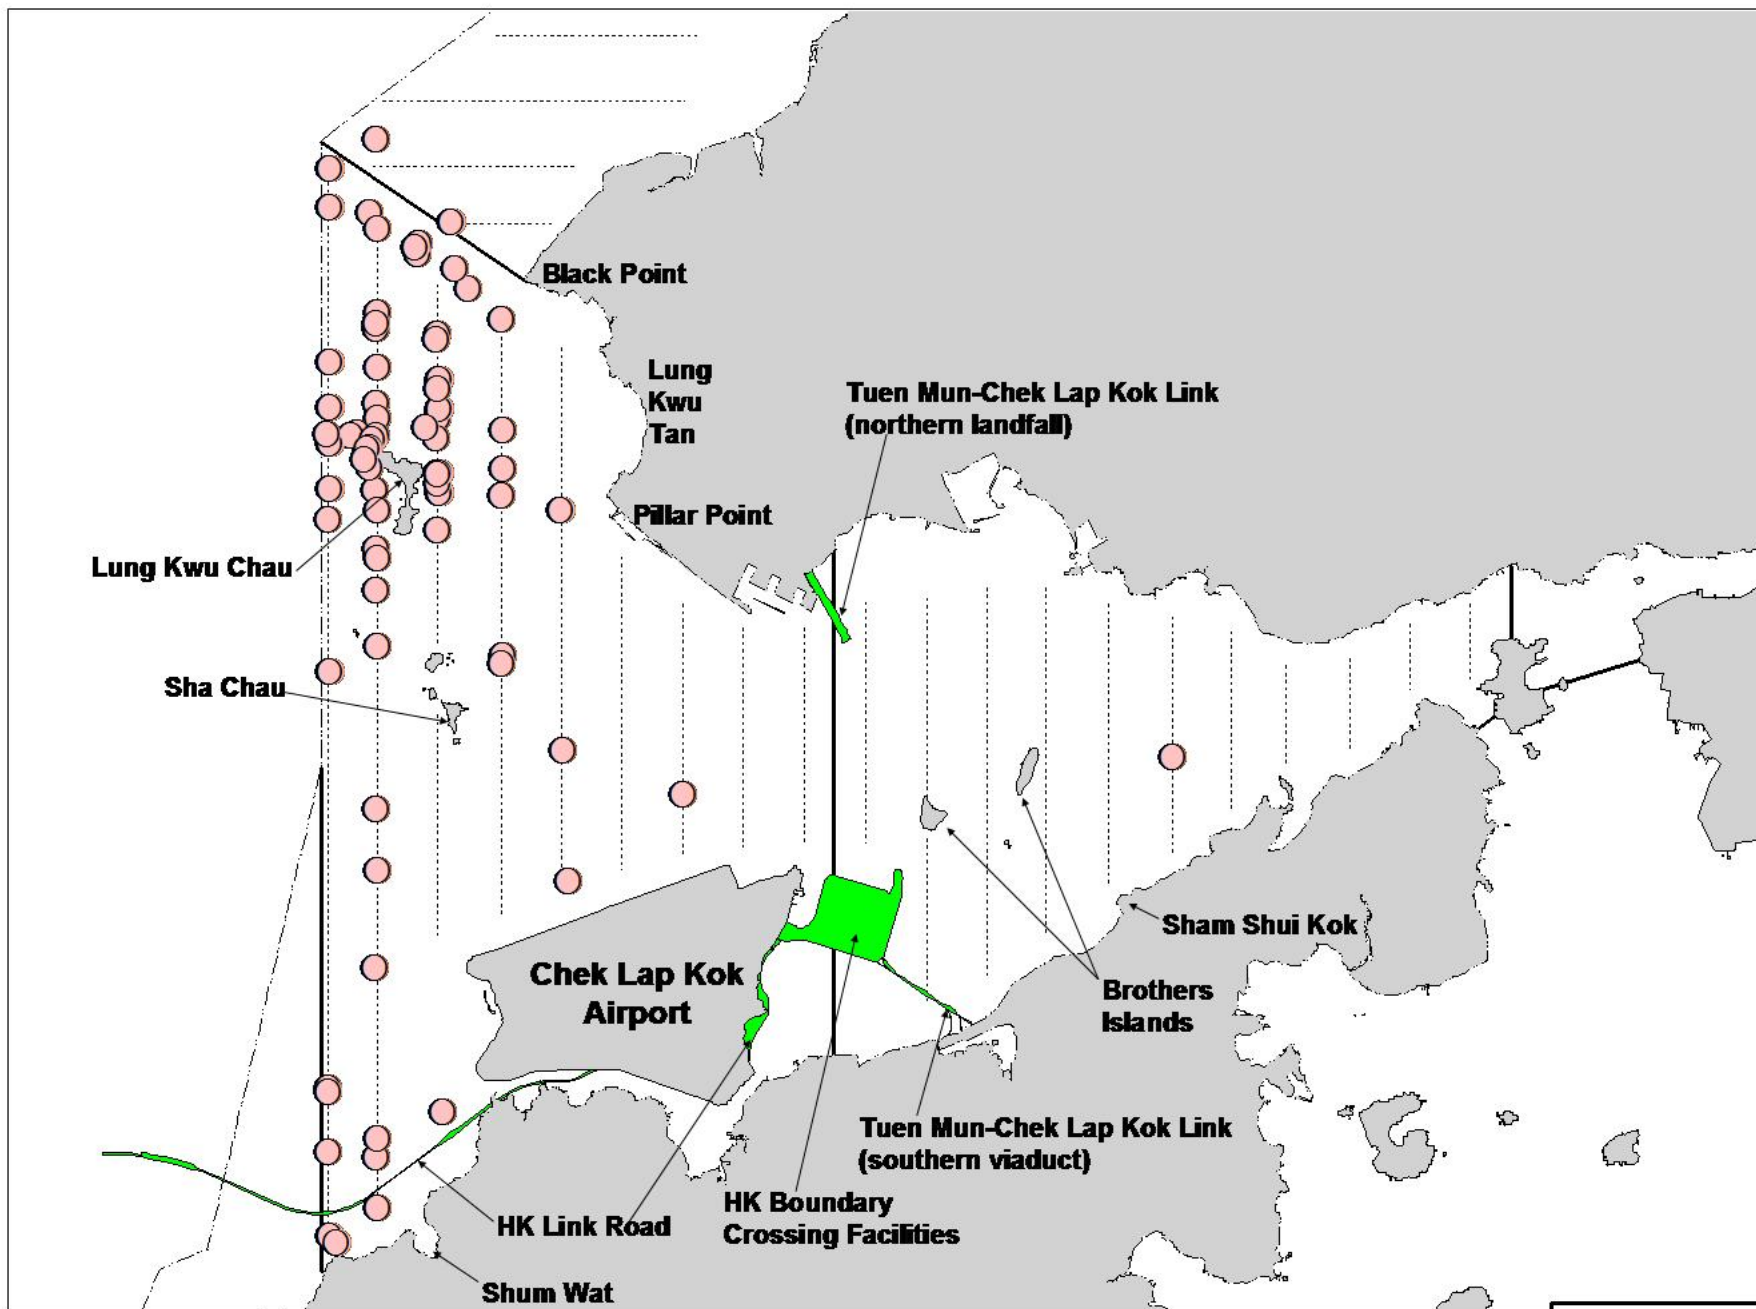 Black Point
Lung
Kwu
Tan
Tuen Mun-Chek Lap Kok Link
(northern landfall)
Pillar Point
Lung Kwu Chau
Sha Chau
Sham Shui Kok
Chek Lap Kok
Airport
Brothers
Islands
Tuen Mun-Chek Lap Kok Link
(southern viaduct)
HK Boundary
Crossing Facilities
HK Link Road
Shum Wat